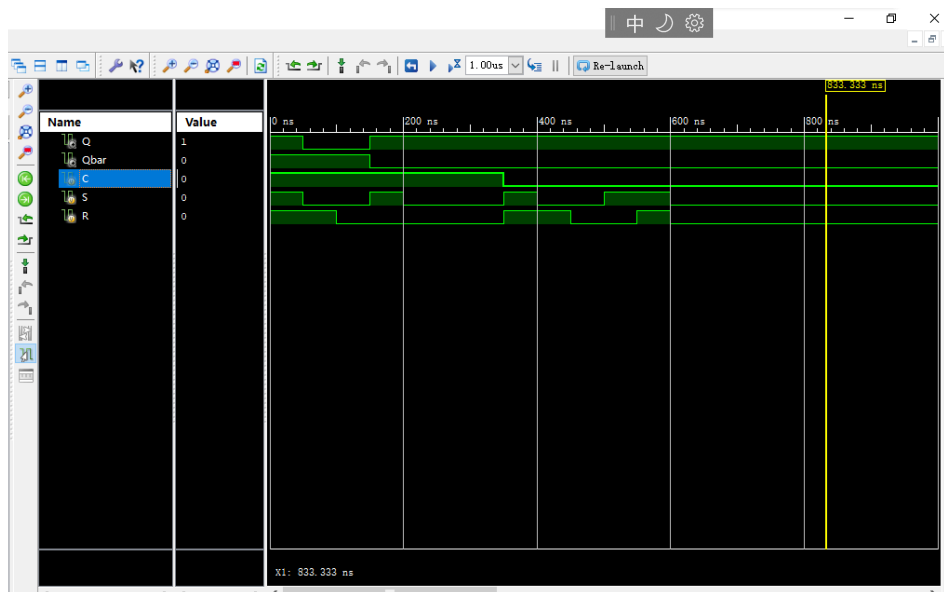 中
1.00us
Re-launch
833.333 ns
Name
Value
0 ns
200 ns
400 ns
600 ns
800 ns
Q
1
Qbar
0
C
0
S
0
R
0
X1: 833.333 ns